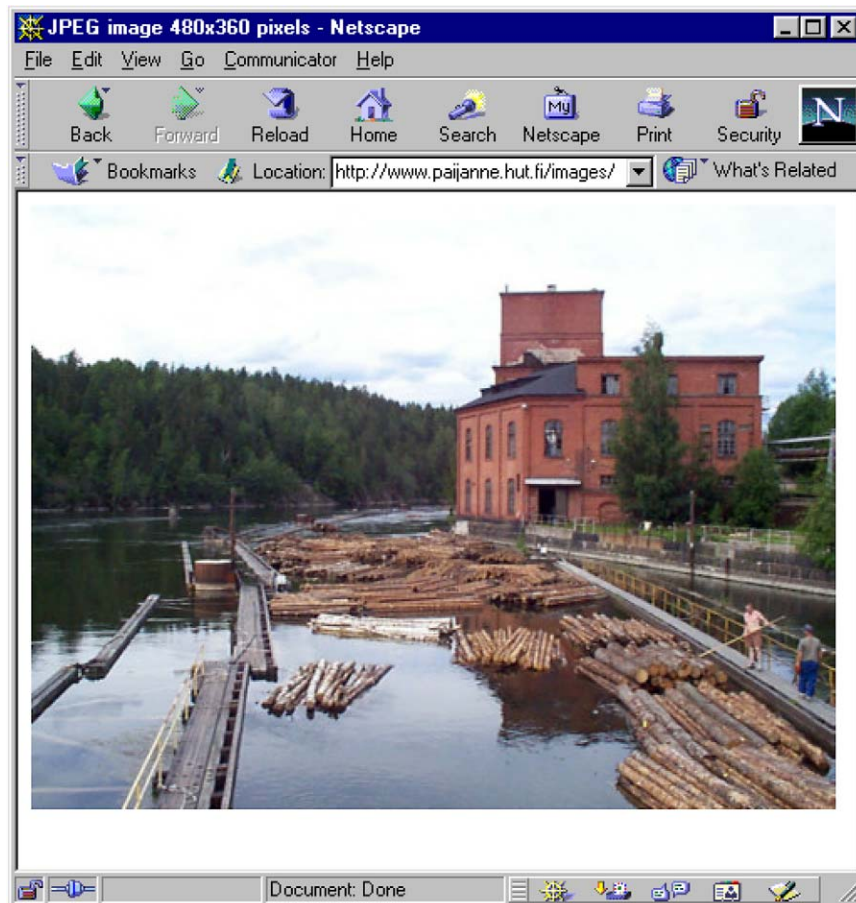 JPEG image 480x360 pixels - Netscape
File Edit View Go Communicator Help
My N
Back Forward Reload Home Search Netscape Print Security
Bookmarks Location: http://www.paijanne.hut.fi/images/ What's Related
Document: Done